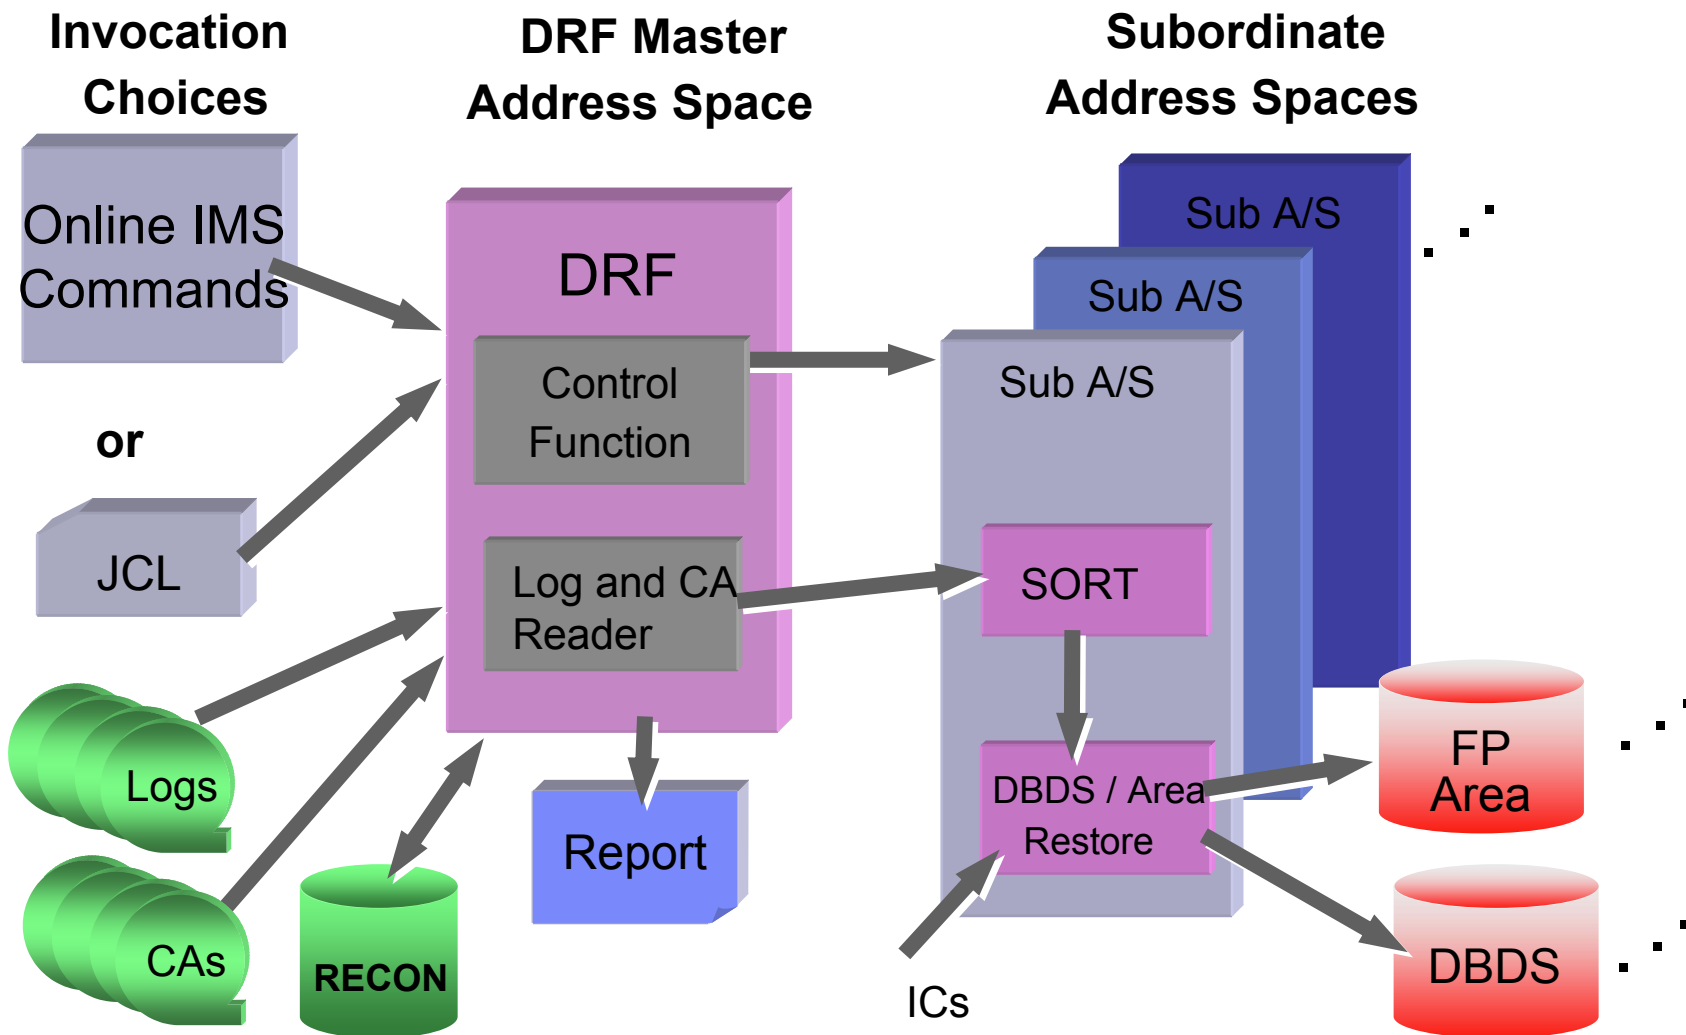 Invocation
Choices
DRF Master
Address Space
Subordinate
Address Spaces
Online IMS
Commands
or
JCL
Logs
CAs
RECON
DRF
Control
Function
Log and CA
Reader
Report
Sub A/S
Sub A/S
Sub A/S
SORT
DBDS / Area
Restore
ICs
FP
Area
DBDS